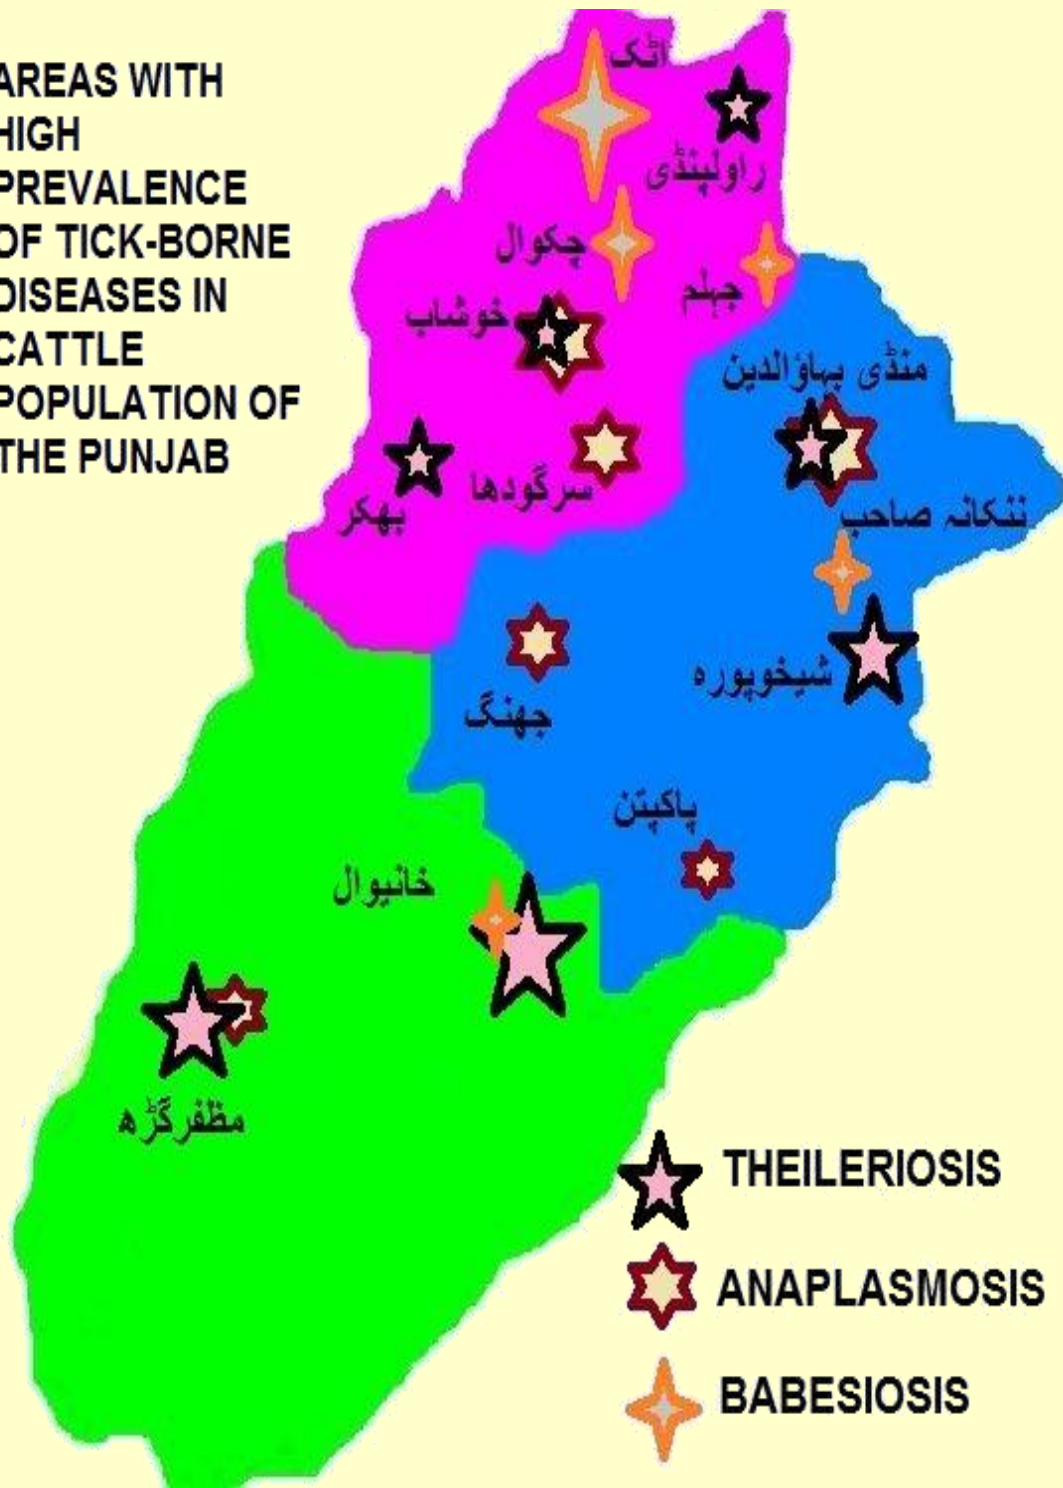 AREAS WITH
HIGH
PREVALENCE
OF TICK-BORNE
DISEASES IN
CATTLE
POPULATION OF
THE PUNJAB
اٹک
راولپنڈی
چکوال
جہلم
خوشاب
منڈی بہاؤالدین
سرگودھا
بھکر
ننکانہ صاحب
شیخوپورہ
جھنگ
پاکپتن
خانیوال
مظفرگڑھ
THEILERIOSIS
ANAPLASMOSIS
BABESIOSIS